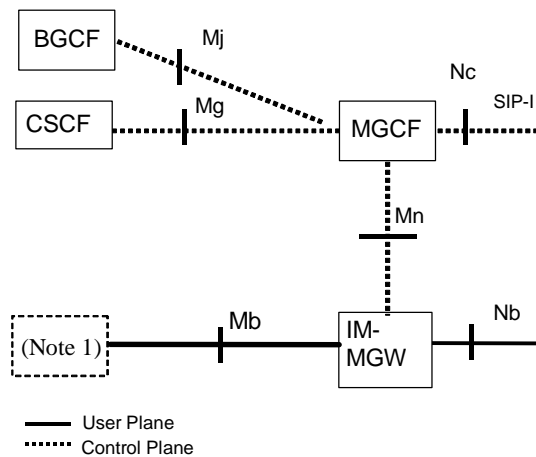 BGCF
Mj
Nc
Mg
SIP-I
CSCF
MGCF
Mn
Mb
Nb
(Note 1)
IM-
MGW
User Plane
Control Plane